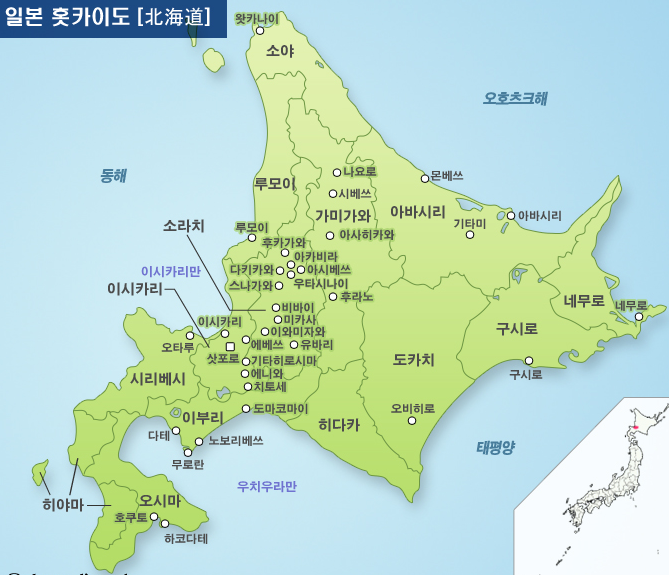 일본 홋카이도 [北海道]
왓카나이
소야
오호츠크해
동해
나요로
몬베쓰
루모이
시베쓰
가미가와
아바시리
아바시리
소라치
루모이
기타미
아사히카와
후카가와
아카비라
이시카리만
다키카와
아시베쓰
우타시나이
이시카리
스나가와
후라노
네무로
비바이
네무로
이시카리
미카사
구시로
이와미자와
오타루
에베쓰
유바리
삿포로
기타히로시마
도카치
에니와
구시로
시리베시
치토세
도마코마이
오비히로
이부리
히다카
다테
노보리베쓰
태평양
무로란
우치우라만
히야마
오시마
호쿠토
하코다테